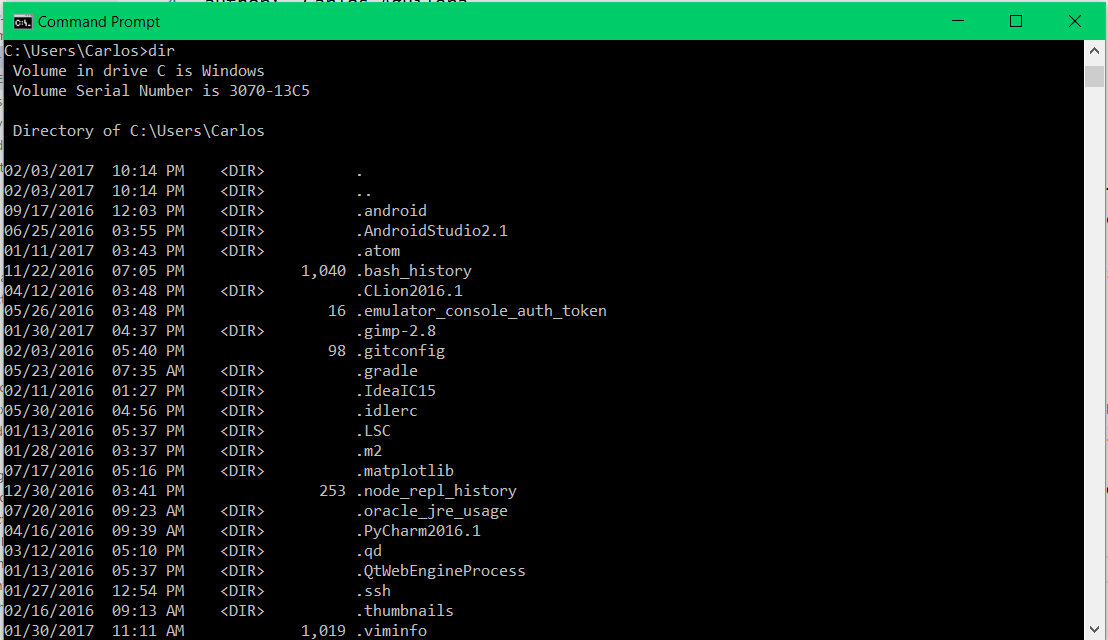 author: Carlos Aguilera
Command Prompt
C:\Users\Carlos>dir
 Volume in drive C is Windows
 Volume Serial Number is 3070-13C5
 Directory of C:\Users\Carlos
02/03/2017  10:14 PM    <DIR>          .
02/03/2017  10:14 PM    <DIR>          ..
09/17/2016  12:03 PM    <DIR>          .android
06/25/2016  03:55 PM    <DIR>          .AndroidStudio2.1
01/11/2017  03:43 PM    <DIR>          .atom
11/22/2016  07:05 PM             1,040 .bash_history
04/12/2016  03:48 PM    <DIR>          .CLion2016.1
05/26/2016  03:48 PM                16 .emulator_console_auth_token
01/30/2017  04:37 PM    <DIR>          .gimp-2.8
02/03/2016  05:40 PM                98 .gitconfig
05/23/2016  07:35 AM    <DIR>          .gradle
02/11/2016  01:27 PM    <DIR>          .IdeaIC15
05/30/2016  04:56 PM    <DIR>          .idlerc
01/13/2016  05:37 PM    <DIR>          .LSC
01/28/2016  03:37 PM    <DIR>          .m2
07/17/2016  05:16 PM    <DIR>          .matplotlib
12/30/2016  03:41 PM               253 .node_repl_history
07/20/2016  09:23 AM    <DIR>          .oracle_jre_usage
04/16/2016  09:39 AM    <DIR>          .PyCharm2016.1
03/12/2016  05:10 PM    <DIR>          .qd
01/13/2016  05:37 PM    <DIR>          .QtWebEngineProcess
01/27/2016  12:54 PM    <DIR>          .ssh
02/16/2016  09:13 AM    <DIR>          .thumbnails
01/30/2017  11:11 AM             1,019 .viminfo